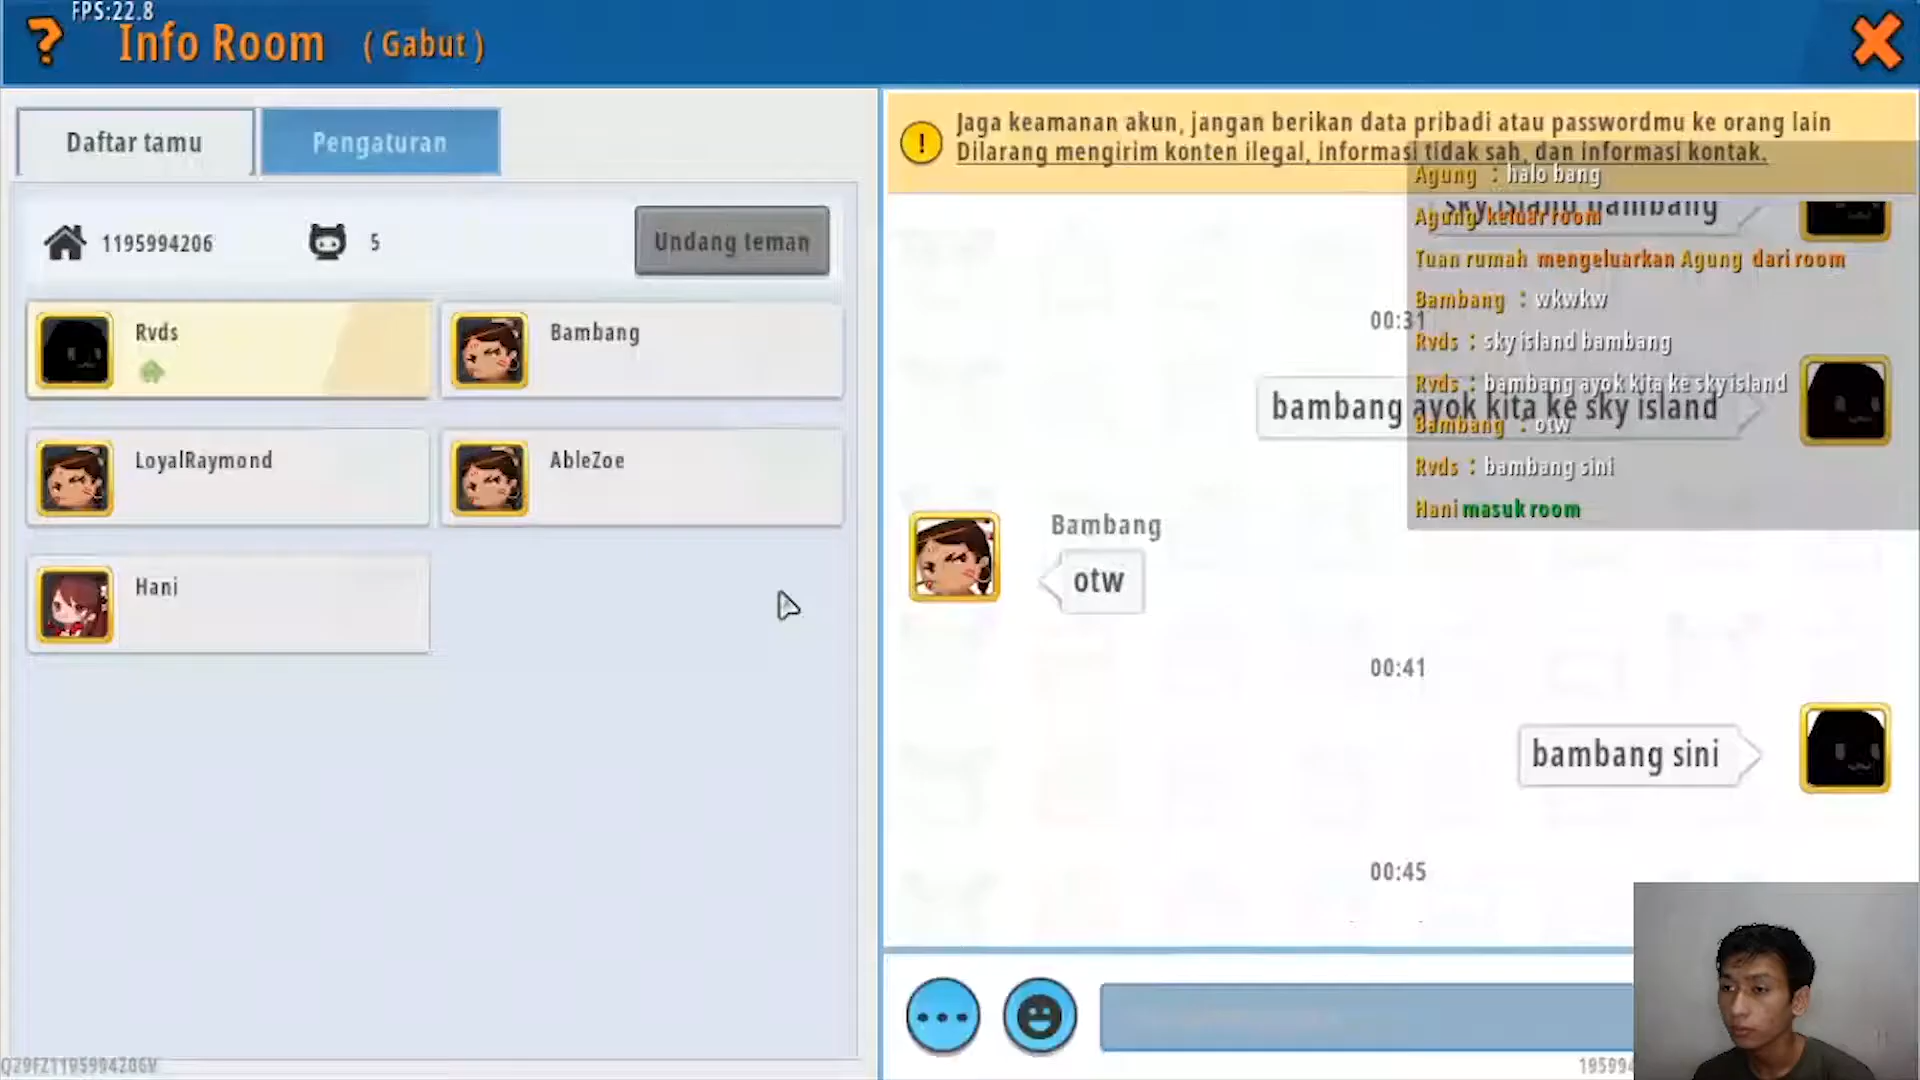 FPS:22.8
Info Room (Gabut)
Daftar tamu
Pengaturan
1195994206
5
Undang teman
Rvds
Bambang
LoyalRaymond
AbleZoe
Hani
Jaga keamanan akun, jangan berikan data pribadi atau passwordmu ke orang lain
Dilarang mengirim konten ilegal, informasi tidak sah, dan informasi kontak.
sky island bambang
00:31
bambang ayok kita ke sky island
Bambang
otw
00:41
bambang sini
00:45
Agung : halo bang
Agung keluar room
Tuan rumah mengeluarkan Agung dari room
Bambang : wkwkw
Rvds : sky island bambang
Rvds : bambang ayok kita ke sky island
Bambang : otw
Rvds : bambang sini
Hani masuk room